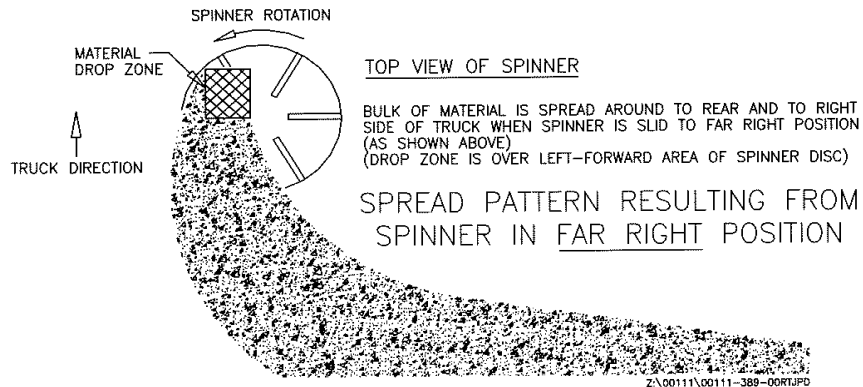 SPINNER ROTATION
MATERIAL
DROP ZONE
TRUCK DIRECTION
TOP VIEW OF SPINNER
BULK OF MATERIAL IS SPREAD AROUND TO REAR AND TO RIGHT
SIDE OF TRUCK WHEN SPINNER IS SLID TO FAR RIGHT POSITION
(AS SHOWN ABOVE)
(DROP ZONE IS OVER LEFT-FORWARD AREA OF SPINNER DISC)
SPREAD PATTERN RESULTING FROM
SPINNER IN FAR RIGHT POSITION
Z:\00111\00111-389-00RTJPD